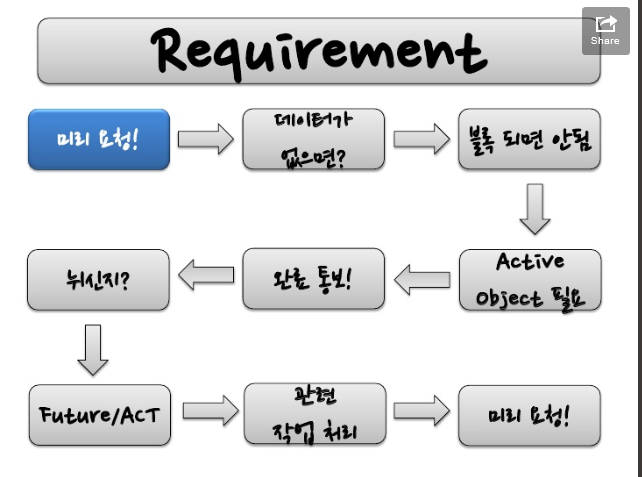 Share
Requirement
미리 요청!
데이터가
없으면?
블록 되면 안됨
Active
Object 필요
완료 통보!
뉘신지?
Future/ACT
관련
작업 처리
미리 요청!